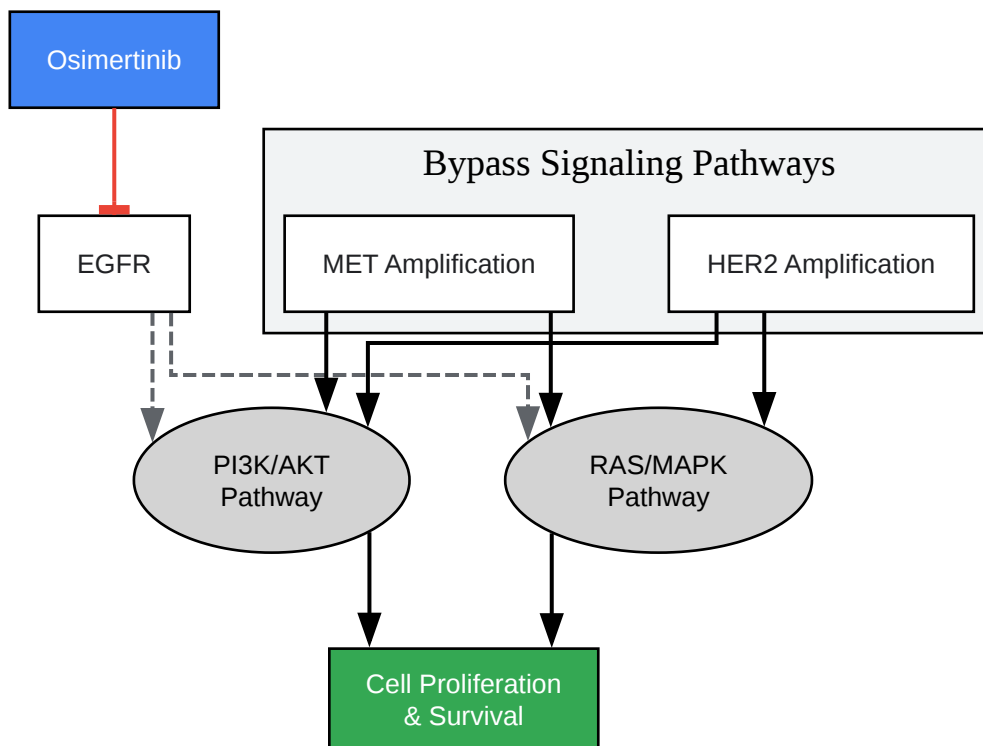 Osimertinib
Bypass Signaling Pathways
EGFR
MET Amplification
HER2 Amplification
PI3K/AKT
Pathway
RAS/MAPK
Pathway
Cell Proliferation
& Survival